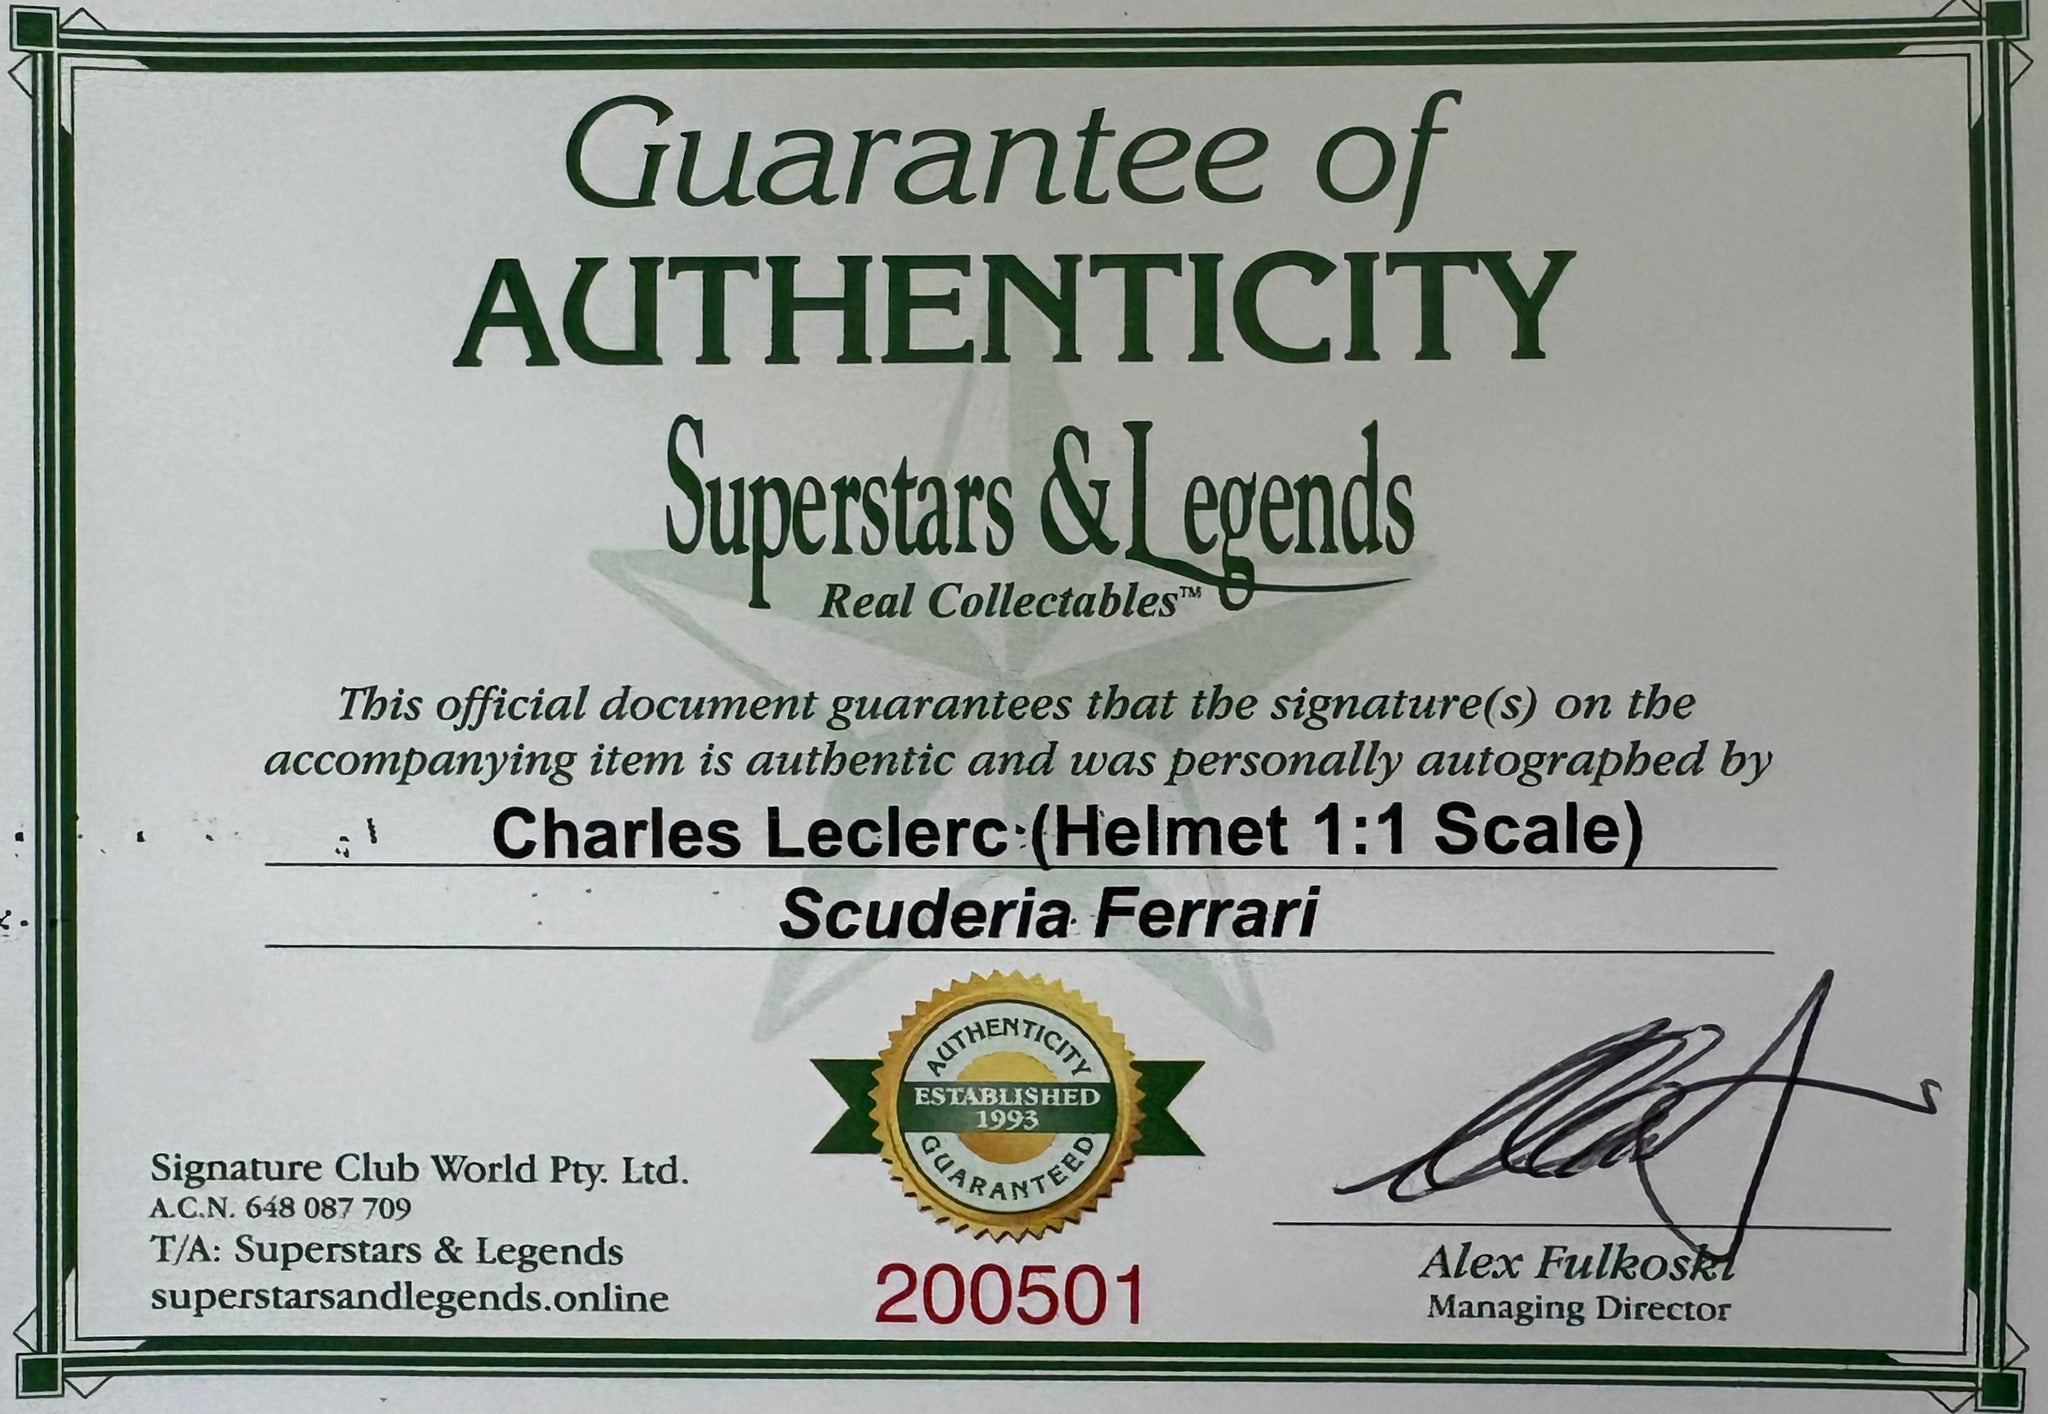 Guarantee of
AUTHENTICITY
Superstars & Legends
Real Collectables™
This official document guarantees that the signature(s) on the
accompanying item is authentic and was personally autographed by
Charles Leclerc (Helmet 1:1 Scale)
Scuderia Ferrari
AUTHENTICITY
ESTABLISHED
1993
GUARANTEED
200501
Signature Club World Pty. Ltd.
A.C.N. 648 087 709
T/A: Superstars & Legends
superstarsandlegends.online
Alex Fulkoski
Managing Director